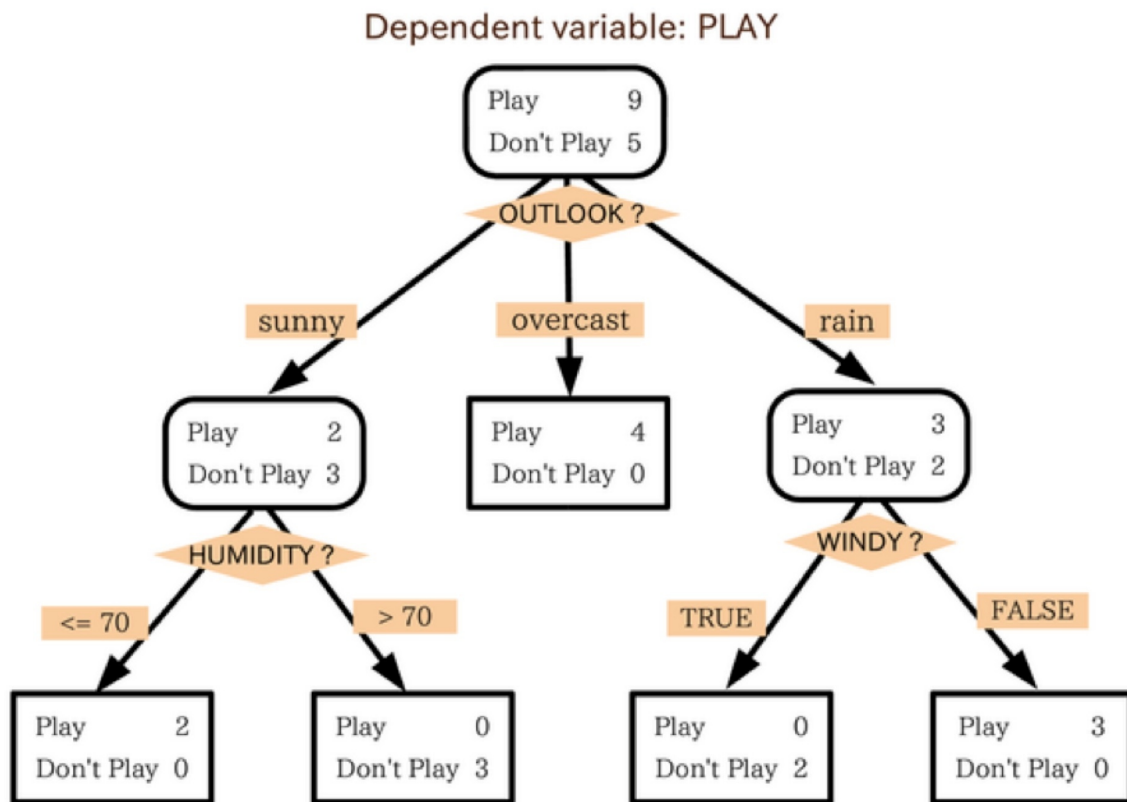 Dependent variable: PLAY
Play 9
Don't Play 5
OUTLOOK ?
sunny
overcast
rain
Play 2
Don't Play 3
Play 4
Don't Play 0
Play 3
Don't Play 2
HUMIDITY ?
WINDY ?
<= 70
> 70
TRUE
FALSE
Play 2
Don't Play 0
Play 0
Don't Play 3
Play 0
Don't Play 2
Play 3
Don't Play 0